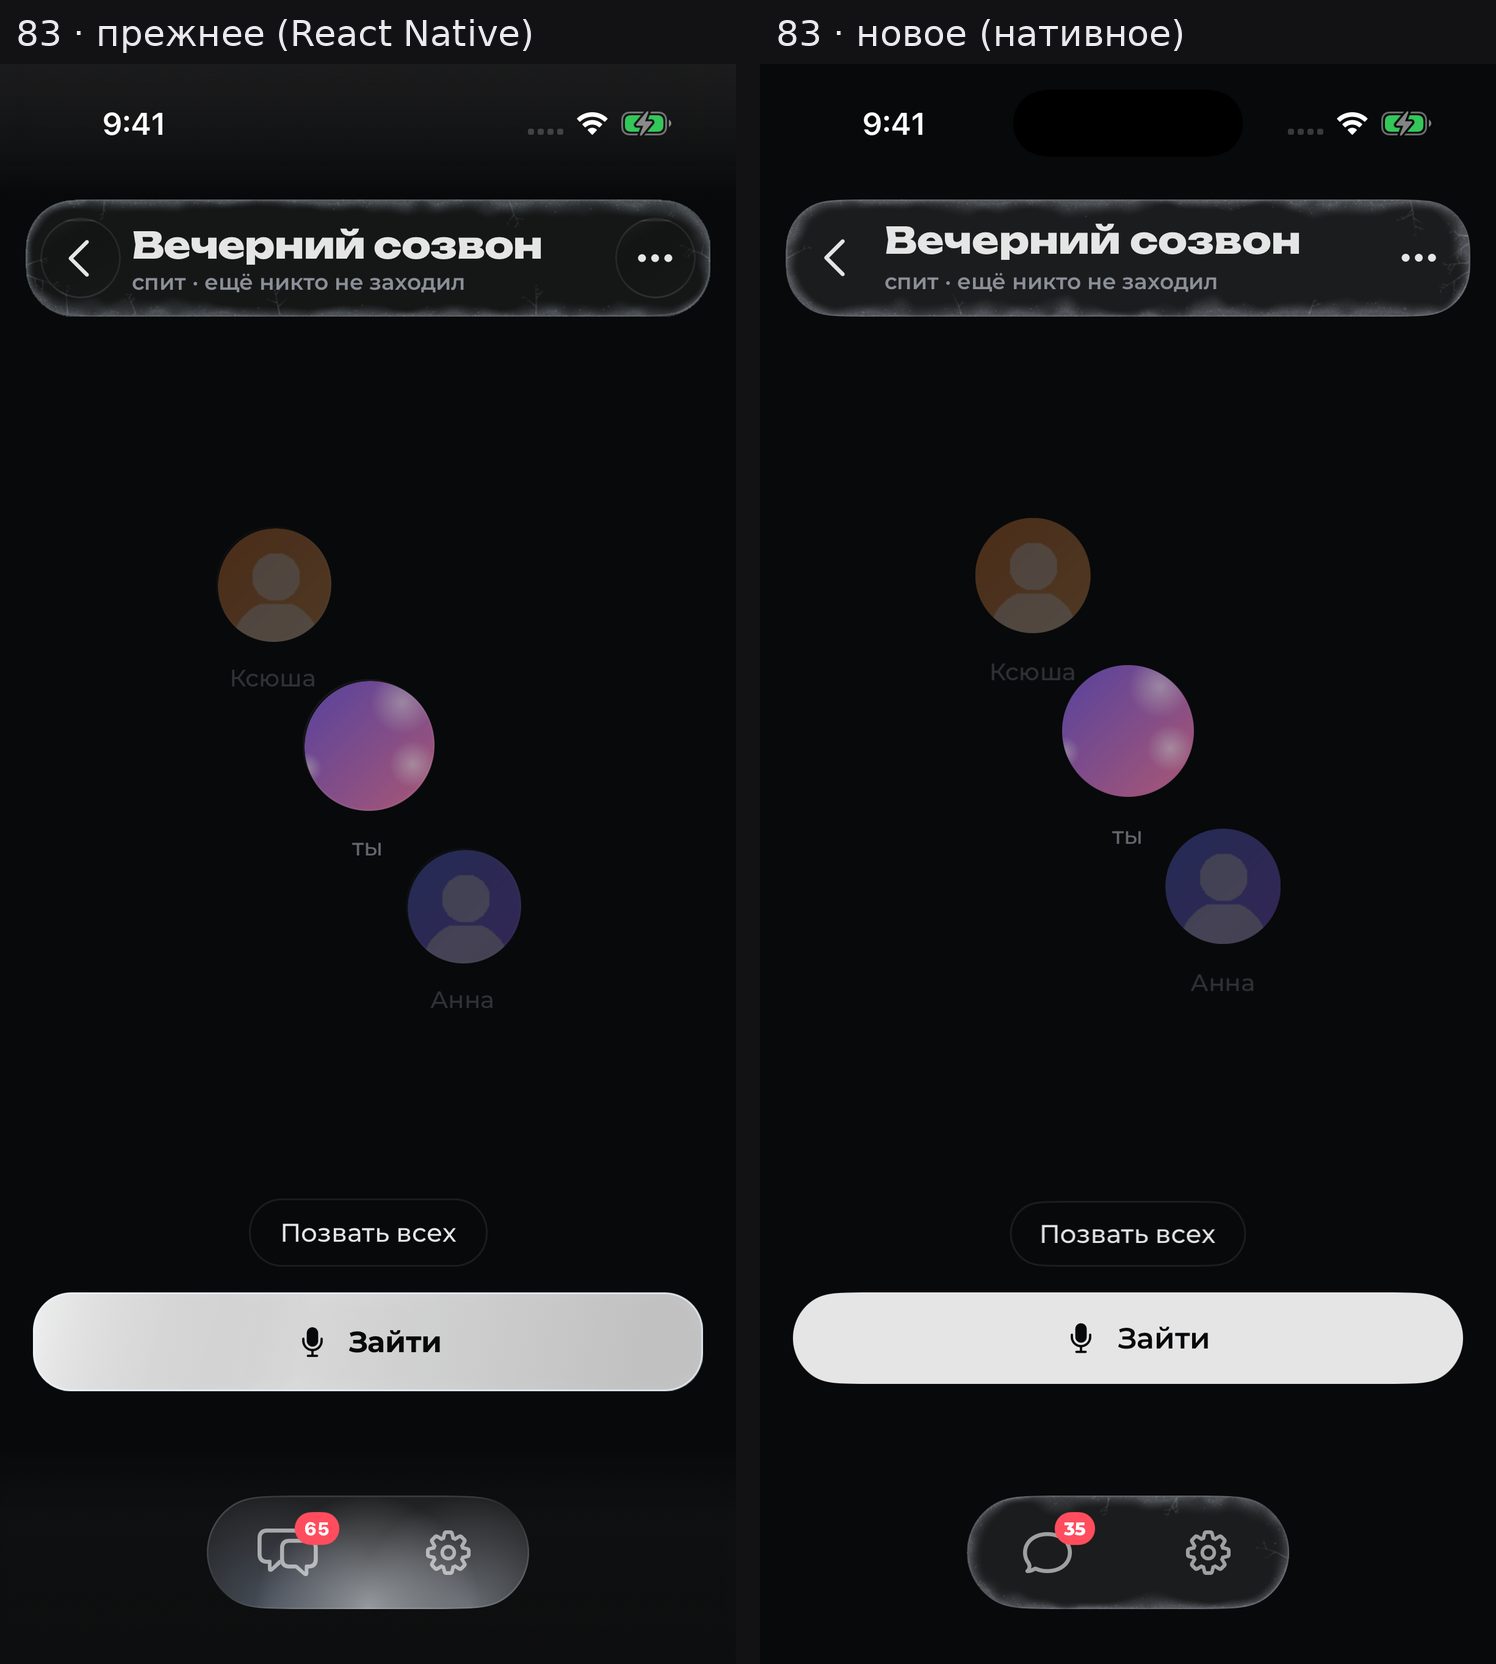 83 · прежнее (React Native)
9:41
Вечерний созвон
спит · ещё никто не заходил
Ксюша
ты
Анна
Позвать всех
Зайти
65
83 · новое (нативное)
9:41
Вечерний созвон
спит · ещё никто не заходил
Ксюша
ты
Анна
Позвать всех
Зайти
35